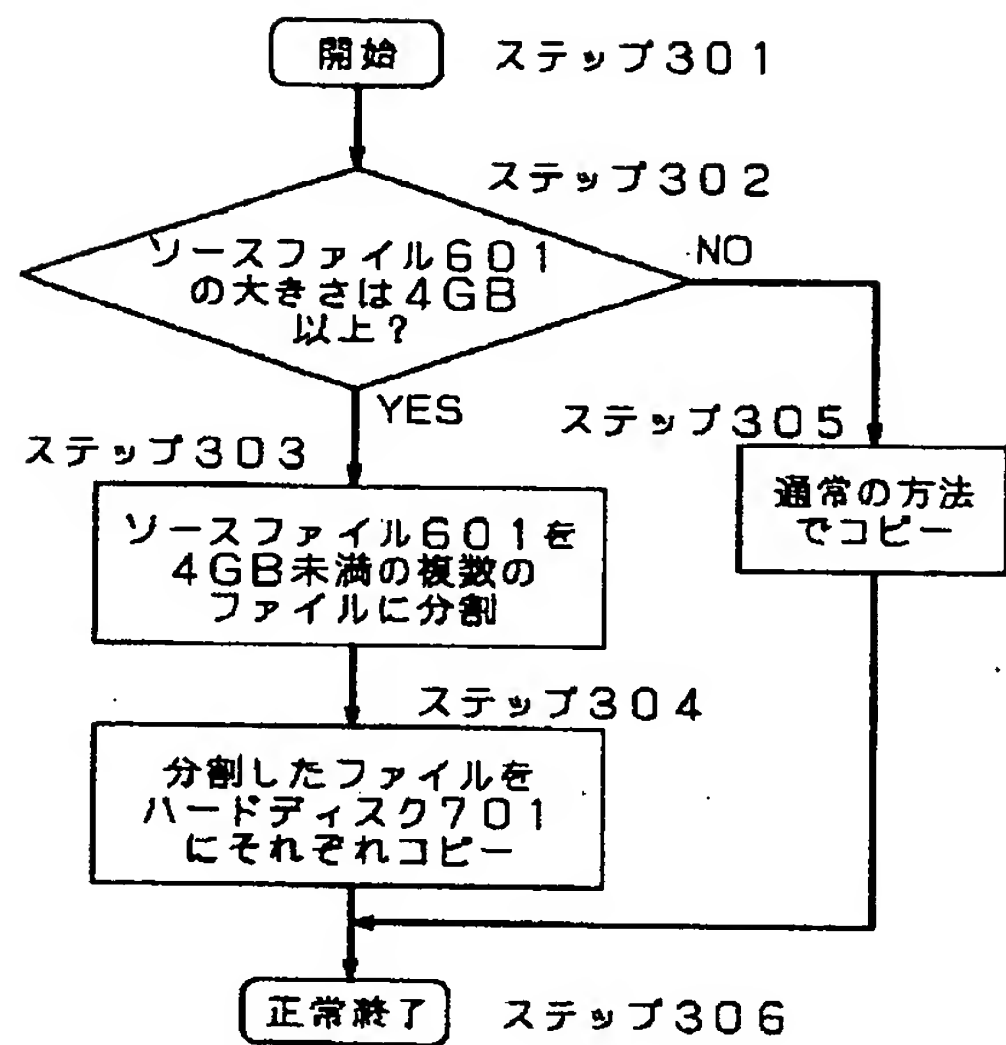 開始
ステップ301
ステップ302
ソースファイル601
の大きさは4GB
以上?
NO
YES
ステップ303
ステップ305
ソースファイル601を
4GB未満の複数の
ファイルに分割
通常の方法
でコピー
ステップ304
分割したファイルを
ハードディスク701
にそれぞれコピー
正常終了
ステップ306